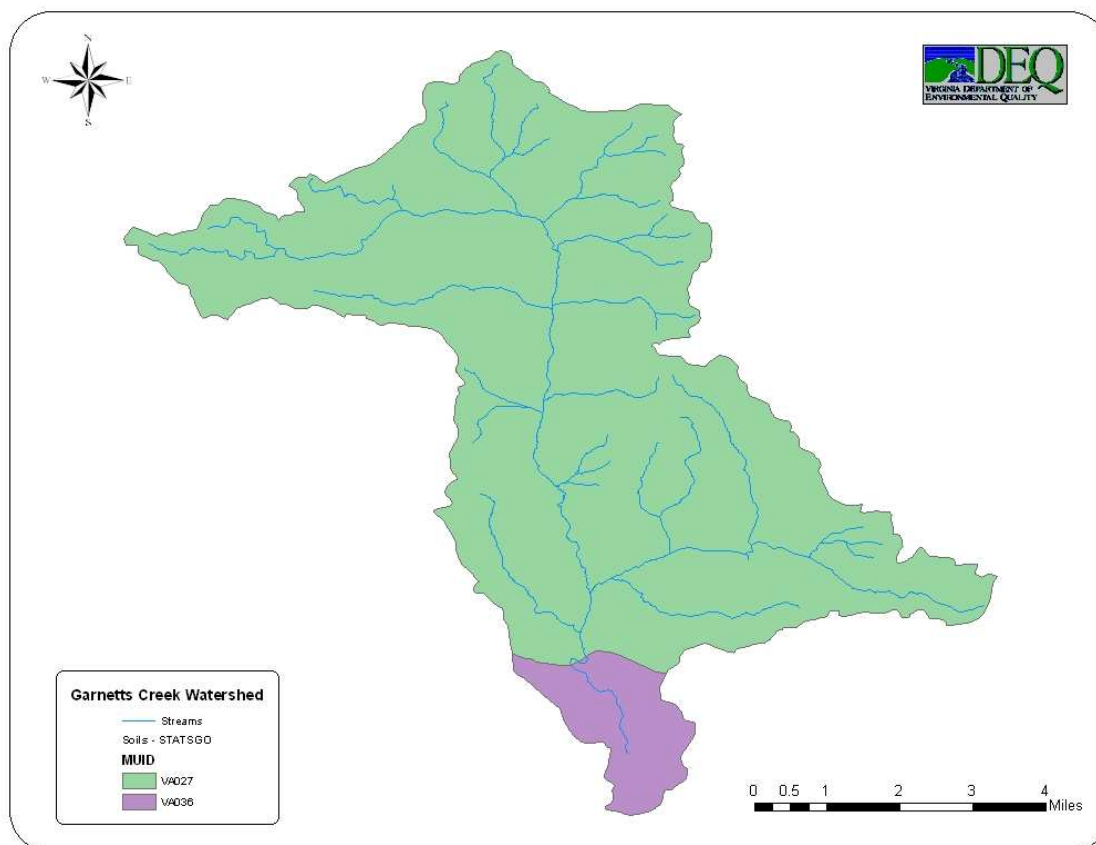 N
W E
S
DEQ
VIRGINIA DEPARTMENT OF
ENVIRONMENTAL QUALITY
Garnetts Creek Watershed
Streams
Soils - STATSGO
MUID
VA027
VA036
0 0.5 1 2 3 4
Miles